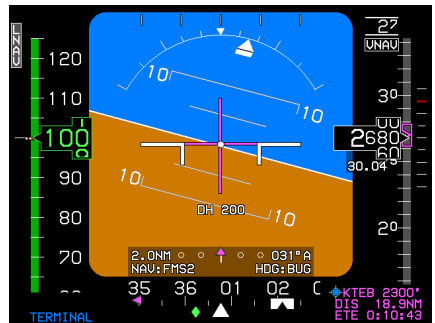 LNAV
27
VNAV
120
110
100
90
80
70
10
10
10
10
DH 200
30
2680
30.04
20
2.0NM
031°A
NAV:FMS2
HDG:BUG
35
36
01
02
TERMINAL
KTEB 2300'
DIS 18.9NM
ETE 0:10:43